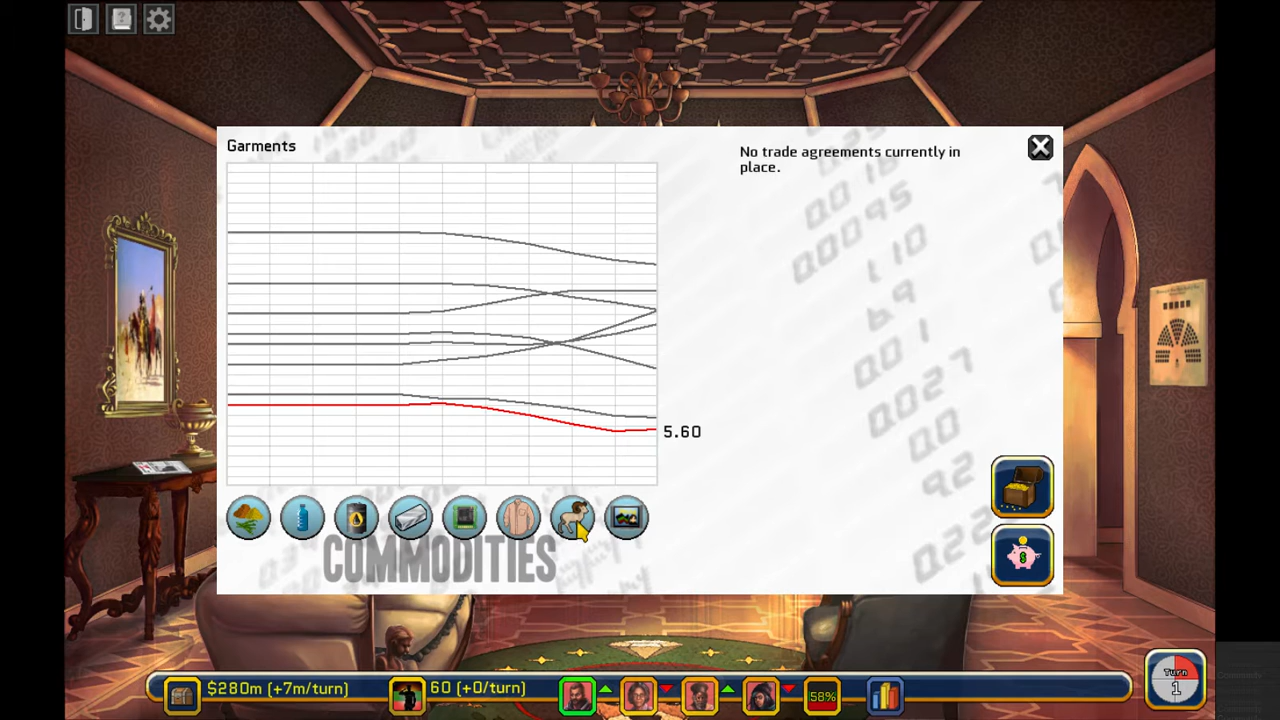 Garments
No trade agreements currently in
place.
5.60
COMMODITIES
$280m (+7m/turn)
60 (+0/turn)
58%
Turn
1